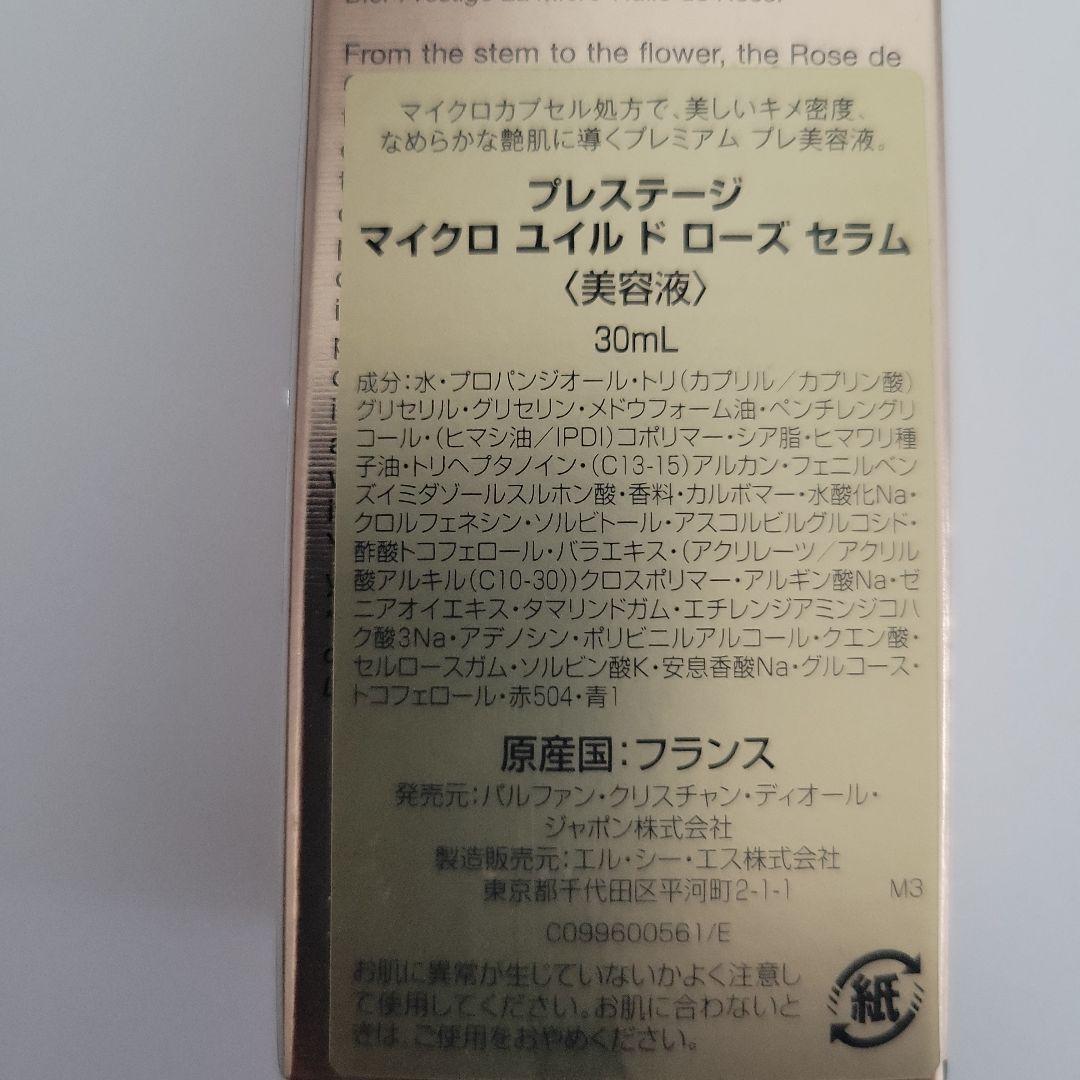 From the stem to the flower, the Rose de
マイクロカプセル処方で、美しいキメ密度、
なめらかな艶肌に導くプレミアム プレ美容液。
プレステージ
マイクロ ユイル ド ローズ セラム
〈美容液〉
30mL
成分:水・プロパンジオール・トリ(カプリル/カプリン酸)
グリセリル・グリセリン・メドウフォーム油・ペンチレングリ
コール・(ヒマシ油/IPDI)コポリマー・シア脂・ヒマワリ種
子油・トリヘプタノイン・(C13-15)アルカン・フェニルベン
ズイミダゾールスルホン酸・香料・カルボマー・水酸化Na・
クロルフェネシン・ソルビトール・アスコルビルグルコシド・
酢酸トコフェロール・バラエキス・(アクリレーツ/アクリル
酸アルキル(C10-30))クロスポリマー・アルギン酸Na・ゼ
ニアオイエキス・タマリンドガム・エチレンジアミンジコハ
ク酸3Na・アデノシン・ポリビニルアルコール・クエン酸・
セルロースガム・ソルビン酸K・安息香酸Na・グルコース・
トコフェロール・赤504・青1
原産国:フランス
発売元:パルファン・クリスチャン・ディオール・
ジャポン株式会社
製造販売元:エル・シー・エス株式会社
東京都千代田区平河町2-1-1 M3
C099600561/E
お肌に異常が生じていないかよく注意し
て使用してください。お肌に合わないと
きは、ご使用をおやめください。
紙